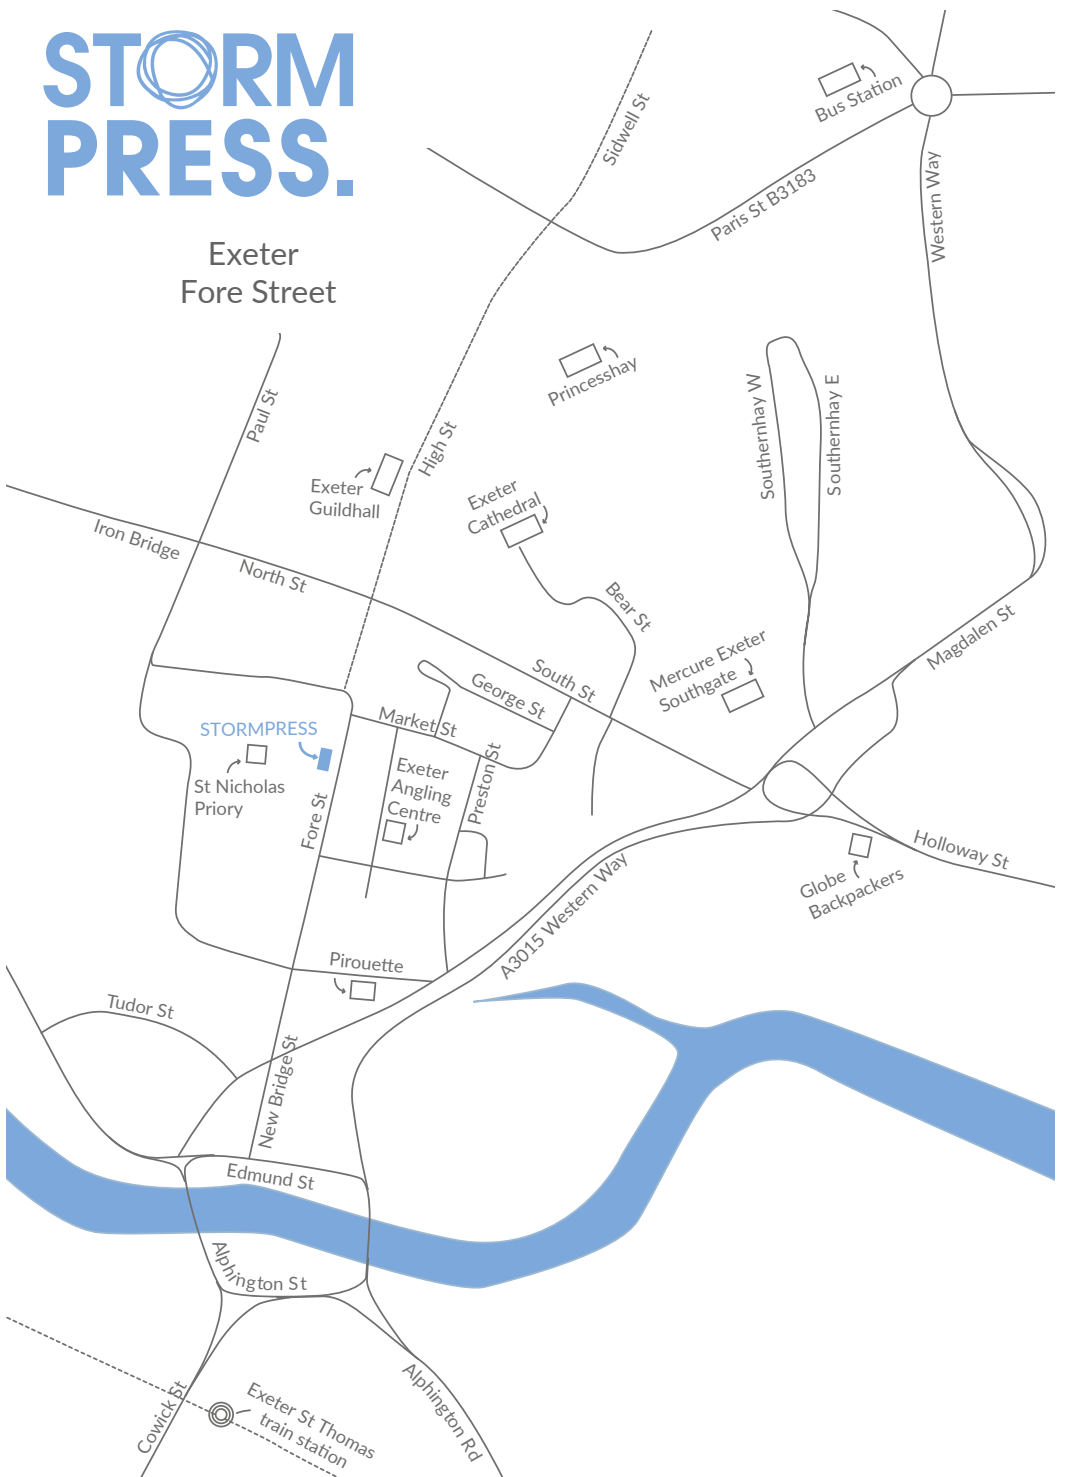 STORM
PRESS.
Exeter
Fore Street
Sidwell St
Bus Station
Paris St B3183
Western Way
Princesshay
Paul St
High St
Exeter
Guildhall
Exeter
Cathedral
Southernhay W
Southernhay E
Iron Bridge
North St
Bear St
South St
George St
Mercure Exeter
Southgate
Magdalen St
STORMPRESS
Market St
St Nicholas
Priory
Exeter
Angling
Centre
Preston St
Fore St
Holloway St
Globe
Backpackers
A3015 Western Way
Pirouette
Tudor St
New Bridge St
Edmund St
Alphington St
Cowick St
Exeter St Thomas
train station
Alphington Rd